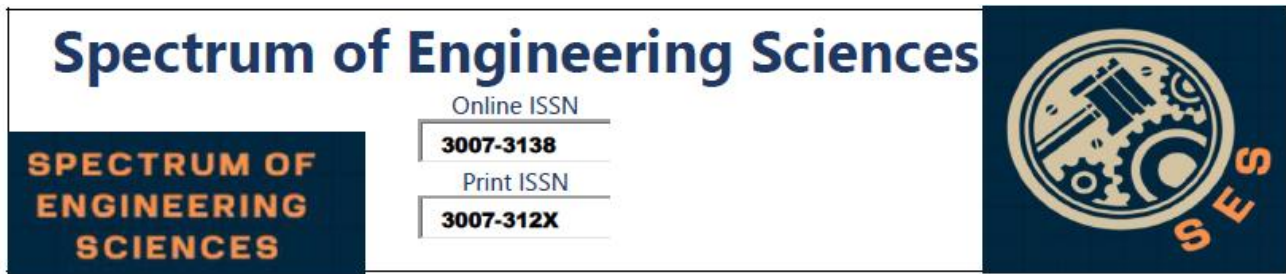 Spectrum of Engineering Sciences
Online ISSN
3007-3138
Print ISSN
3007-312X
SPECTRUM OF
ENGINEERING
SCIENCES
SES